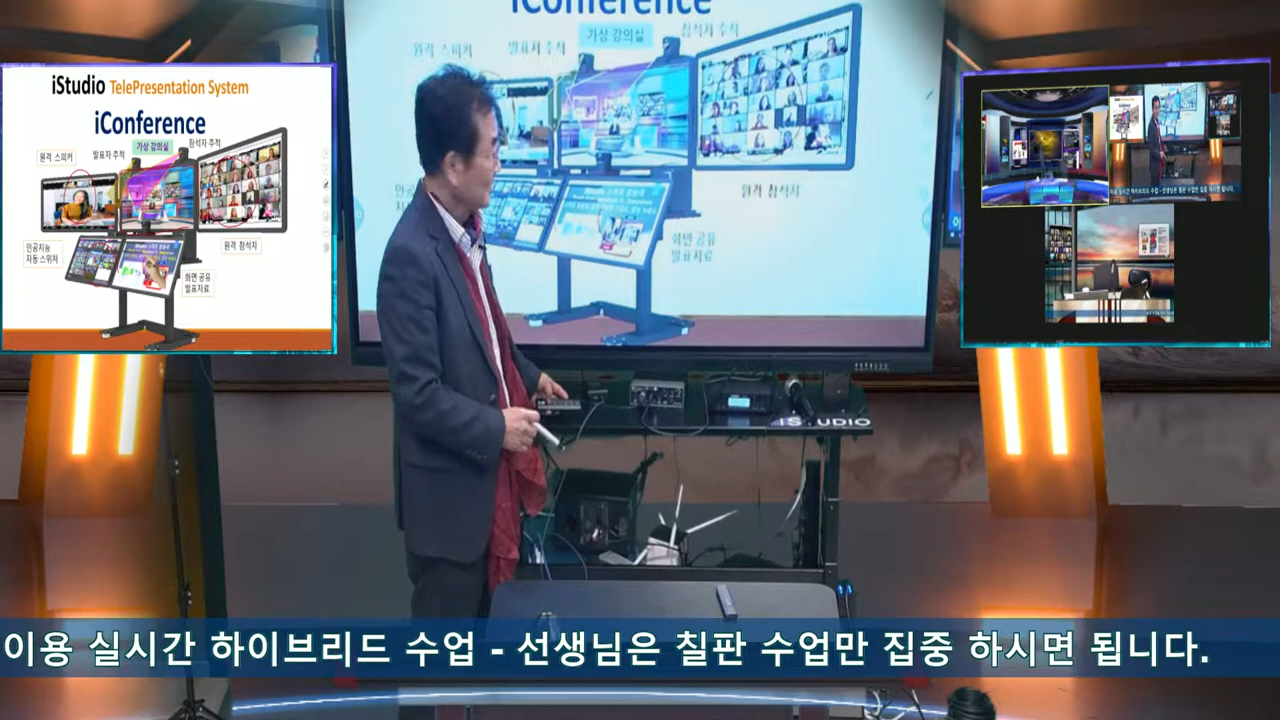 iStudio TelePresentation System
iConference
원격 스피커
발표자 추적
가상 강의실
참석자 추적
인공지능
자동 스위처
원격 참석자
화면 공유
발표자료
iConference
원격 스피커
발표자 추적
가상 강의실
참석자 추적
원격 참석자
화면 공유
발표자료
iSTUDIO
이용 실시간 하이브리드 수업 - 선생님은 칠판 수업만 집중 하시면 됩니다.